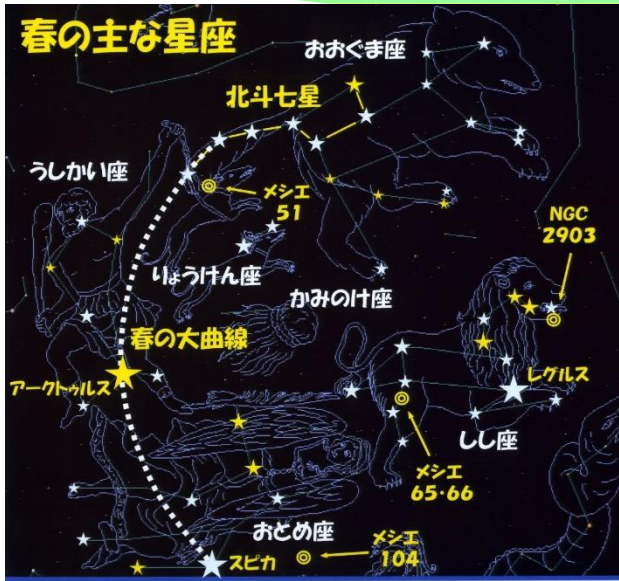 春の主な星座
おおぐま座
北斗七星
うしかい座
メシエ
51
NGC
2903
りょうけん座
かみのけ座
春の大曲線
アークトゥルス
レグルス
しし座
メシエ
65・66
おとめ座
メシエ
104
スピカ